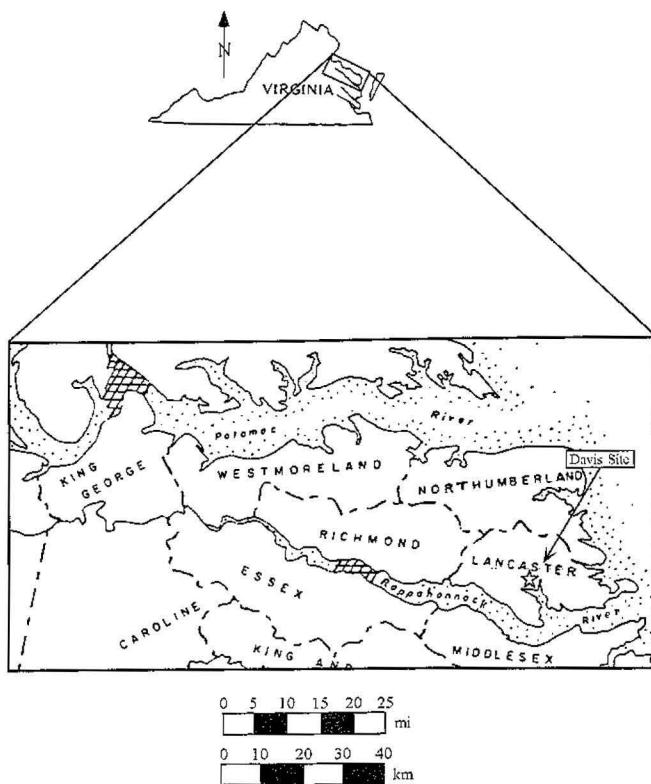 N
VIRGINIA
Potomac
River
KING
GEORGE
WESTMORELAND
Davis Site
NORTHUMBERLAND
RICHMOND
LANCASTER
ESSEX
Rappahannock
River
CAROLINE
KING AND
MIDDLESEX
0 5 10 15 20 25
mi
0 10 20 30 40
km